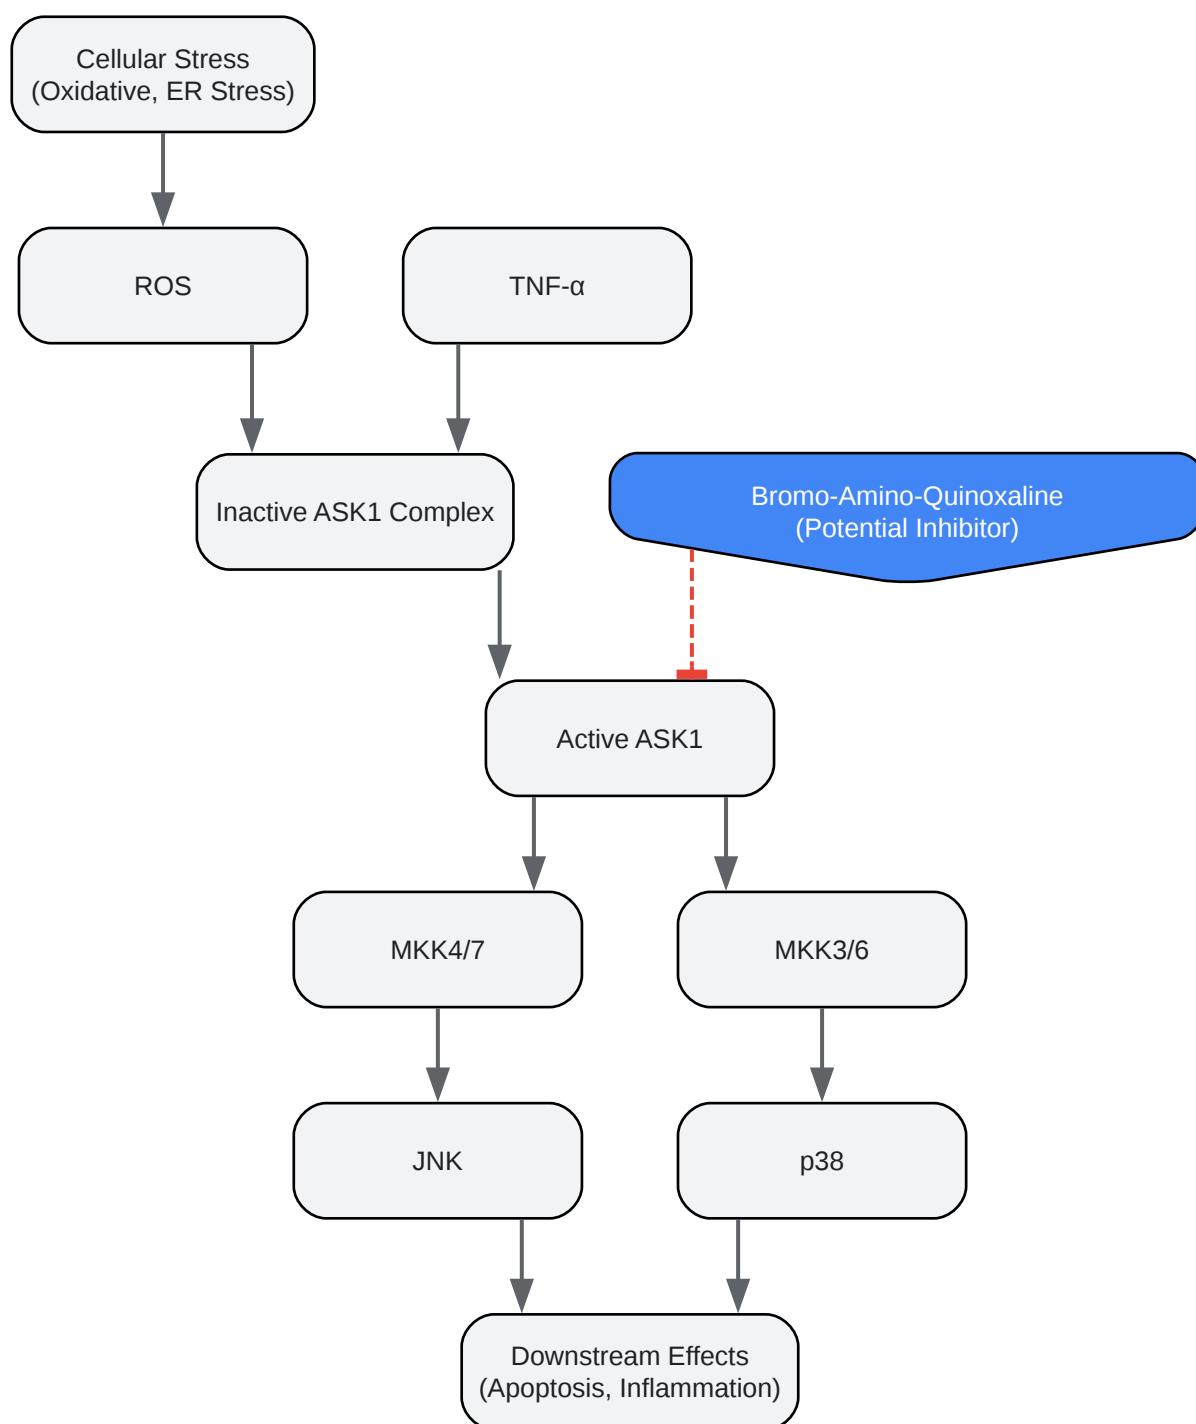 Cellular Stress
(Oxidative, ER Stress)
ROS
TNF-α
Inactive ASK1 Complex
Bromo-Amino-Quinoxaline
(Potential Inhibitor)
Active ASK1
MKK4/7
MKK3/6
JNK
p38
Downstream Effects
(Apoptosis, Inflammation)